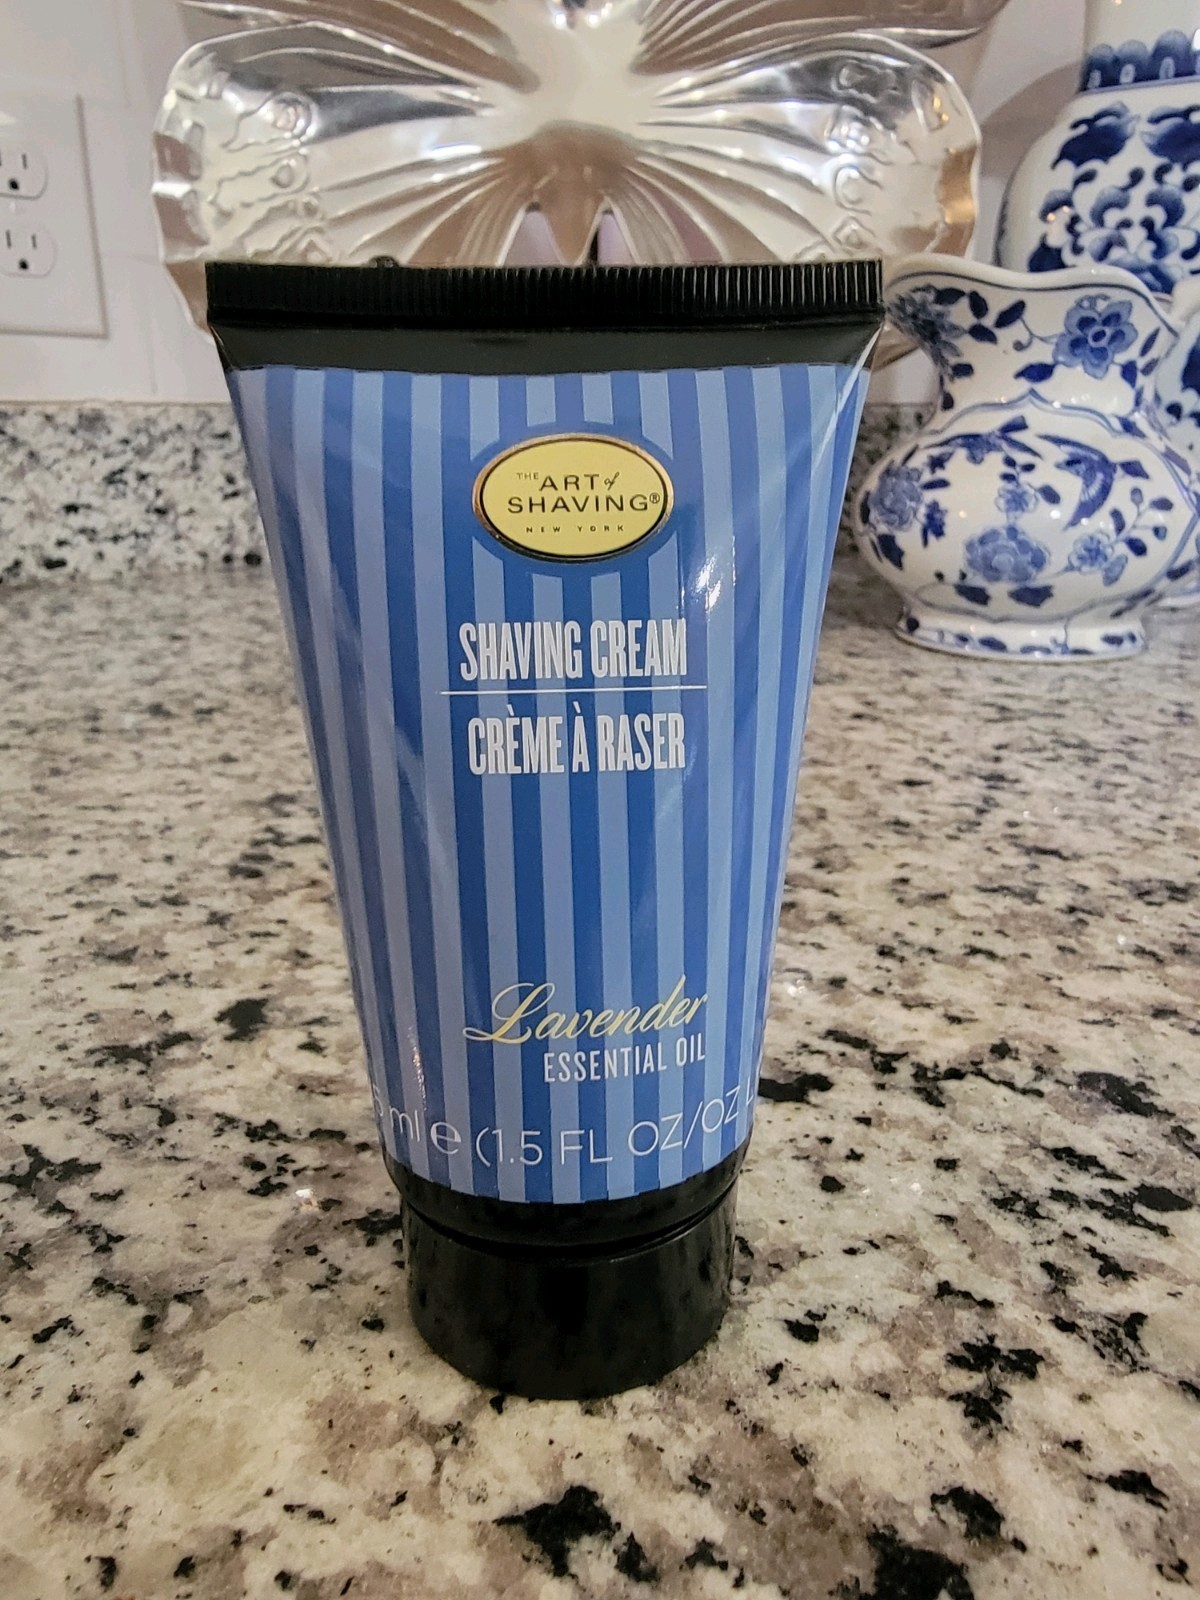 THE ART of
SHAVING®
NEW YORK
SHAVING CREAM
CRÈME À RASER
Lavender
ESSENTIAL OIL
5 ml e (1.5 FL OZ/OZ L